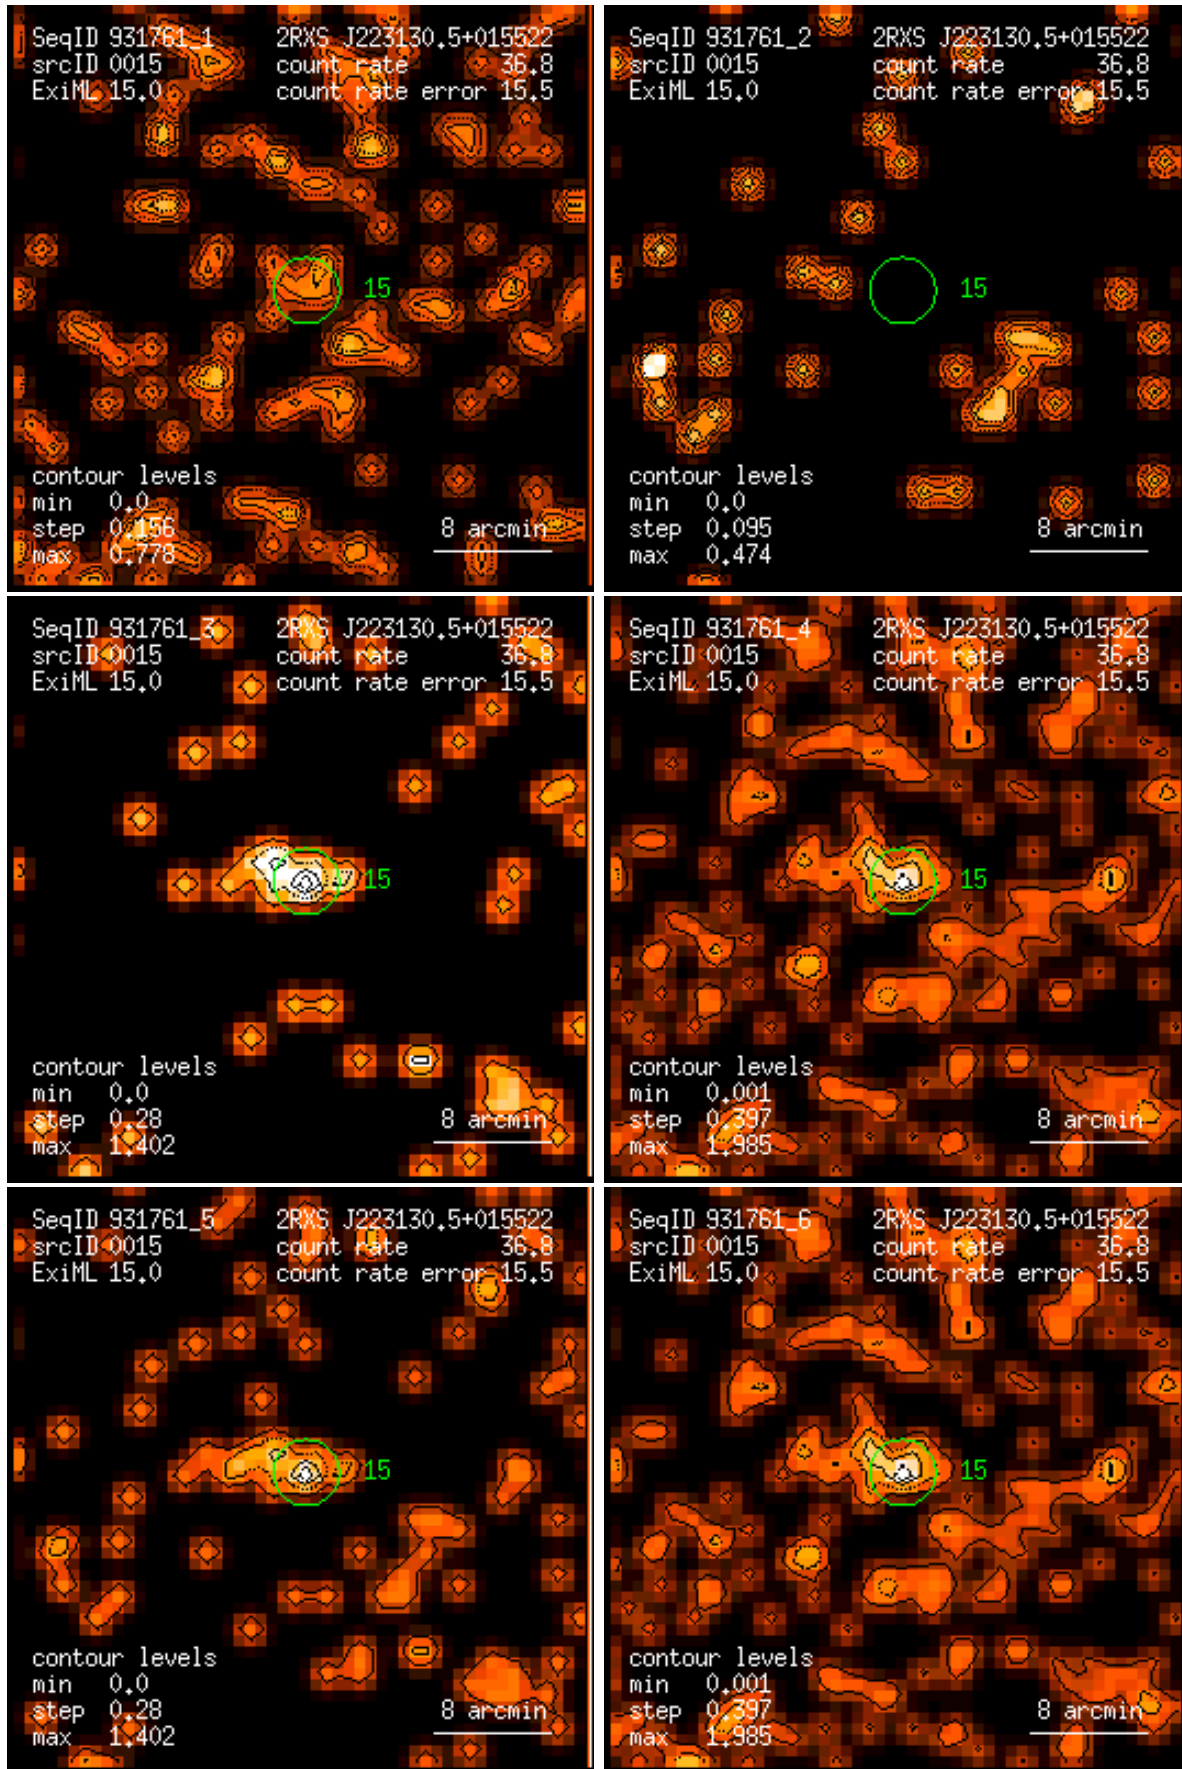 SeqID 931761_1 2RXS J223130.5+015522
srcID 0015 count rate 36.8
ExiML 15.0 count rate error 15.5
15
contour levels
min 0.0
step 0.156 8 arcmin
max 0.778
SeqID 931761_2 2RXS J223130.5+015522
srcID 0015 count rate 36.8
ExiML 15.0 count rate error 15.5
15
contour levels
min 0.0
step 0.095 8 arcmin
max 0.474
SeqID 931761_3 2RXS J223130.5+015522
srcID 0015 count rate 36.8
ExiML 15.0 count rate error 15.5
15
contour levels
min 0.0
step 0.28 8 arcmin
max 1.402
SeqID 931761_4 2RXS J223130.5+015522
srcID 0015 count rate 36.8
ExiML 15.0 count rate error 15.5
15
contour levels
min 0.001
step 0.397 8 arcmin
max 1.985
SeqID 931761_5 2RXS J223130.5+015522
srcID 0015 count rate 36.8
ExiML 15.0 count rate error 15.5
15
contour levels
min 0.0
step 0.28 8 arcmin
max 1.402
SeqID 931761_6 2RXS J223130.5+015522
srcID 0015 count rate 36.8
ExiML 15.0 count rate error 15.5
15
contour levels
min 0.001
step 0.397 8 arcmin
max 1.985